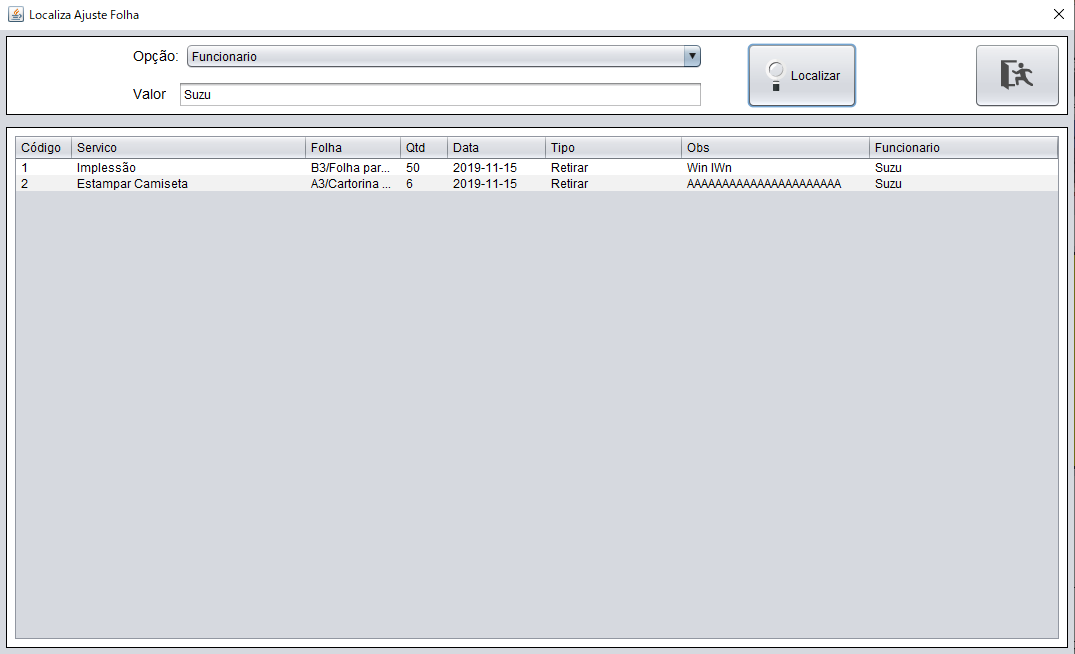 Localiza Ajuste Folha
Opção: Funcionario
Valor Suzu
Localizar
Código Servico Folha Qtd Data Tipo Obs Funcionario
1 Implessão B3/Folha par... 50 2019-11-15 Retirar Win IWn Suzu
2 Estampar Camiseta A3/Cartorina ... 6 2019-11-15 Retirar AAAAAAAAAAAAAAAAAAAAAA Suzu